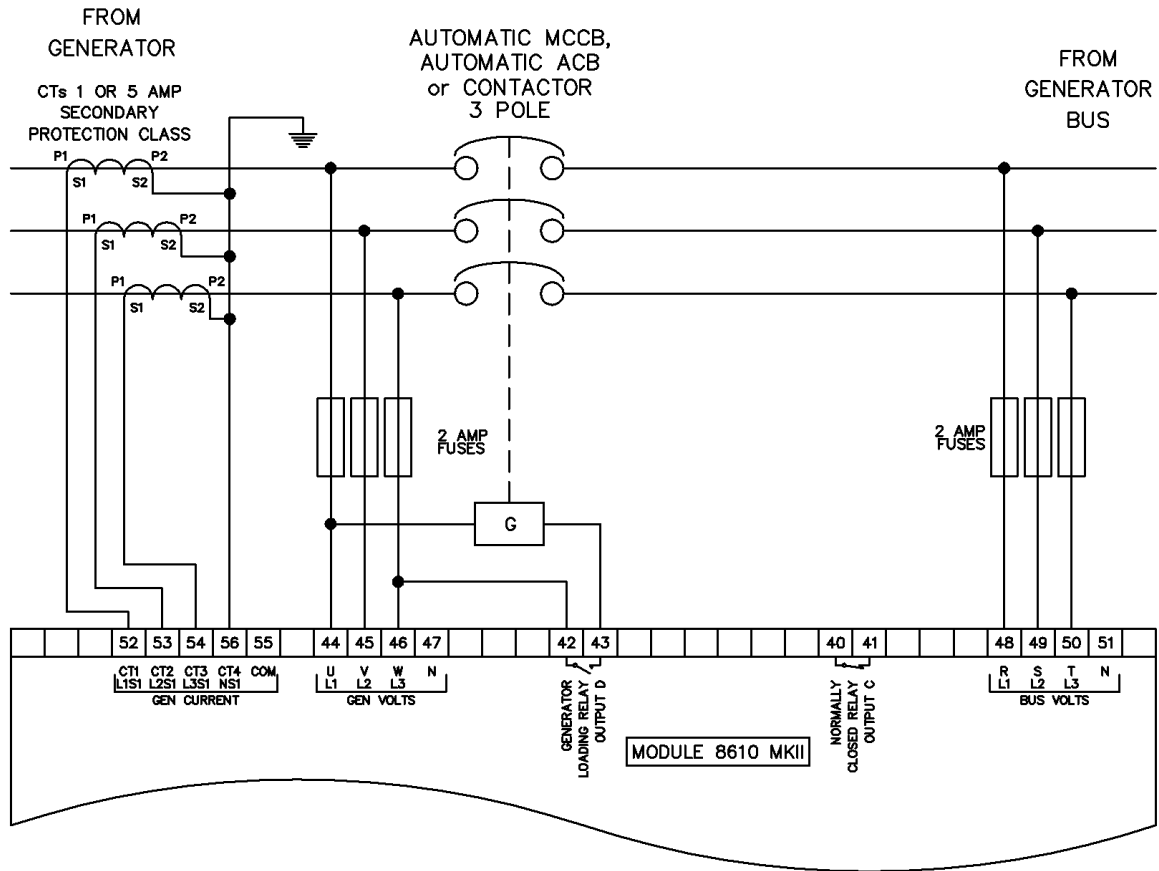 FROM
GENERATOR
CTs 1 OR 5 AMP
SECONDARY
PROTECTION CLASS
AUTOMATIC MCCB,
AUTOMATIC ACB
or CONTACTOR
3 POLE
FROM
GENERATOR
BUS
P1 P2
S1 S2
P1 P2
S1 S2
P1 P2
S1 S2
2 AMP
FUSES
2 AMP
FUSES
G
52 53 54 56 55 44 45 46 47 42 43 40 41 48 49 50 51
CT1 CT2 CT3 CT4 COM
L1S1 L2S1 L3S1 NS1
GEN CURRENT
U V W N
L1 L2 L3
GEN VOLTS
GENERATOR
LOADING RELAY
OUTPUT D
MODULE 8610 MKII
NORMALLY
CLOSED RELAY
OUTPUT C
R S T N
L1 L2 L3
BUS VOLTS